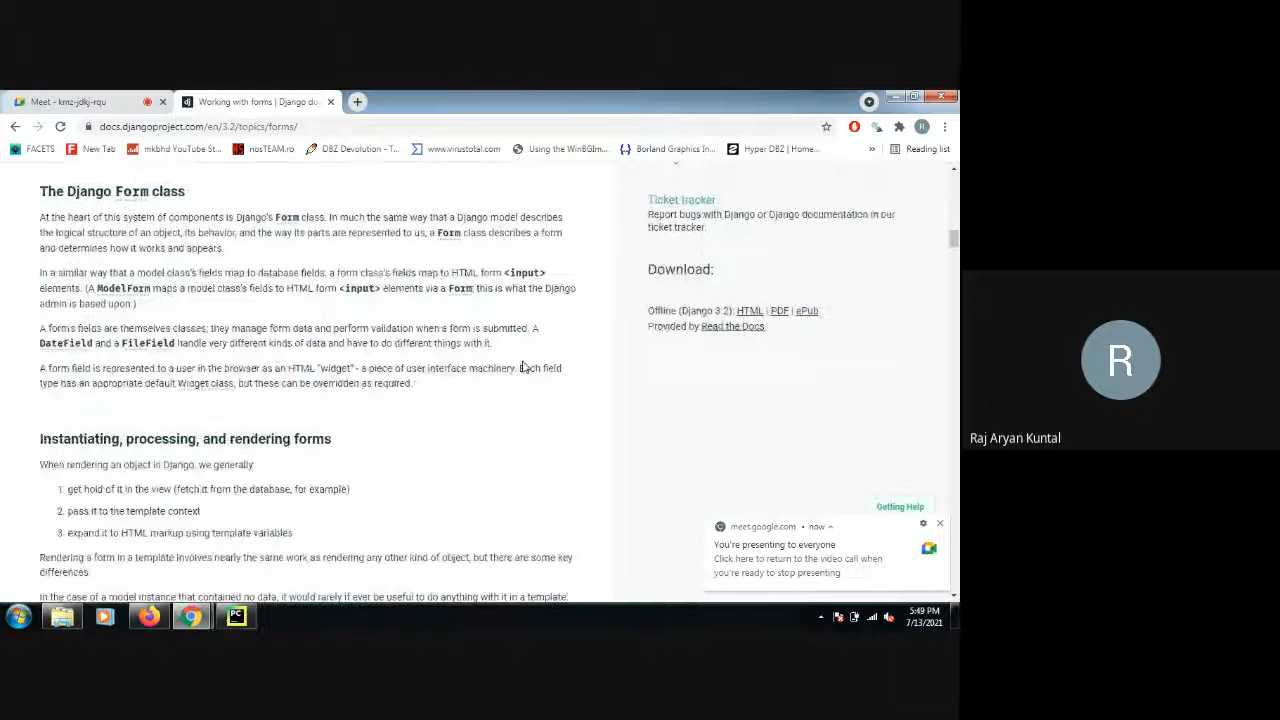 Meet - kmz-jdkj-rqu
Working with forms | Django do
docs.djangoproject.com/en/3.2/topics/forms/
FACETS
New Tab
mkbhd YouTube St...
nosTEAM.ro
DBZ Devolution - T...
www.virustotal.com
Using the WinBGIm...
Borland Graphics In...
Hyper DBZ | Home...
»
Reading list
The Django Form class
At the heart of this system of components is Django's Form class. In much the same way that a Django model describes
the logical structure of an object, its behavior, and the way its parts are represented to us, a Form class describes a form
and determines how it works and appears.
In a similar way that a model class's fields map to database fields, a form class's fields map to HTML form <input>
elements. (A ModelForm maps a model class's fields to HTML form <input> elements via a Form; this is what the Django
admin is based upon.)
A form's fields are themselves classes; they manage form data and perform validation when a form is submitted. A
DateField and a FileField handle very different kinds of data and have to do different things with it.
A form field is represented to a user in the browser as an HTML "widget" - a piece of user interface machinery. Each field
type has an appropriate default Widget class, but these can be overridden as required.
Instantiating, processing, and rendering forms
When rendering an object in Django, we generally:
1. get hold of it in the view (fetch it from the database, for example)
2. pass it to the template context
3. expand it to HTML markup using template variables
Rendering a form in a template involves nearly the same work as rendering any other kind of object, but there are some key
differences.
In the case of a model instance that contained no data, it would rarely if ever be useful to do anything with it in a template.
Ticket tracker
Report bugs with Django or Django documentation in our
ticket tracker.
Download:
Offline (Django 3.2): HTML | PDF | ePub
Provided by Read the Docs.
Getting Help
meet.google.com • now
You're presenting to everyone
Click here to return to the video call when
you're ready to stop presenting
PC
5:49 PM
7/13/2021
R
Raj Aryan Kuntal